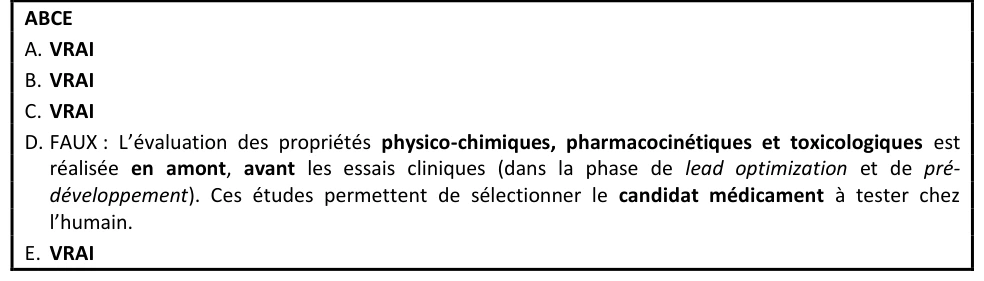 ABCE
A. VRAI
B. VRAI
C. VRAI
D. FAUX : L’évaluation des propriétés physico-chimiques, pharmacocinétiques et toxicologiques est
réalisée en amont, avant les essais cliniques (dans la phase de lead optimization et de pré-
développement). Ces études permettent de sélectionner le candidat médicament à tester chez
l’humain.
E. VRAI